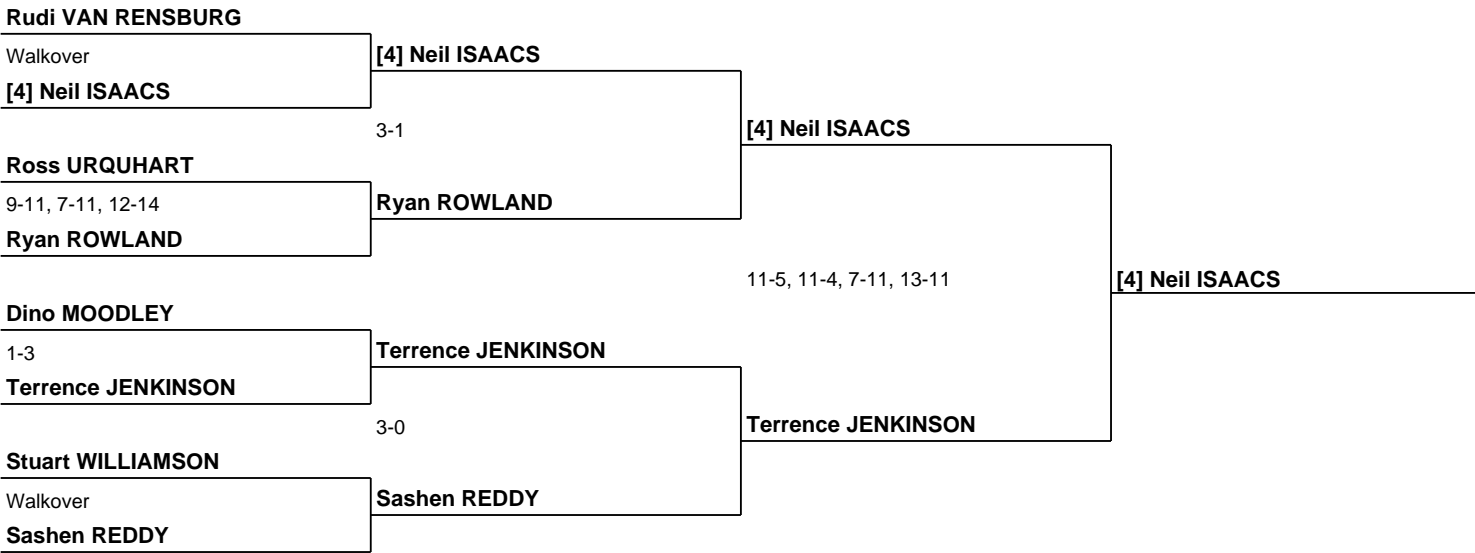 Rudi VAN RENSBURG
Walkover
[4] Neil ISAACS
[4] Neil ISAACS
3-1
[4] Neil ISAACS
Ross URQUHART
9-11, 7-11, 12-14
Ryan ROWLAND
Ryan ROWLAND
11-5, 11-4, 7-11, 13-11
[4] Neil ISAACS
Dino MOODLEY
1-3
Terrence JENKINSON
Terrence JENKINSON
3-0
Terrence JENKINSON
Stuart WILLIAMSON
Walkover
Sashen REDDY
Sashen REDDY